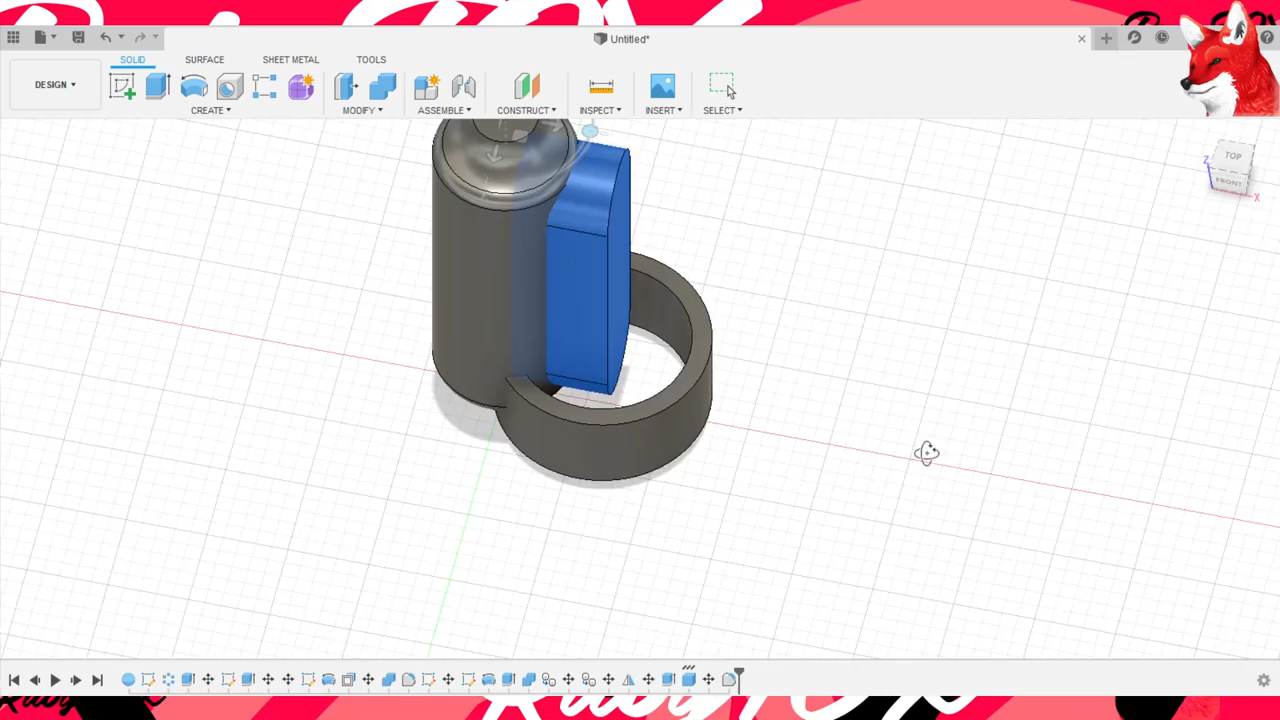 Untitled*
SOLID SURFACE SHEET METAL TOOLS
DESIGN
CREATE MODIFY ASSEMBLE CONSTRUCT INSPECT INSERT SELECT
TOP
Z
FRONT
X